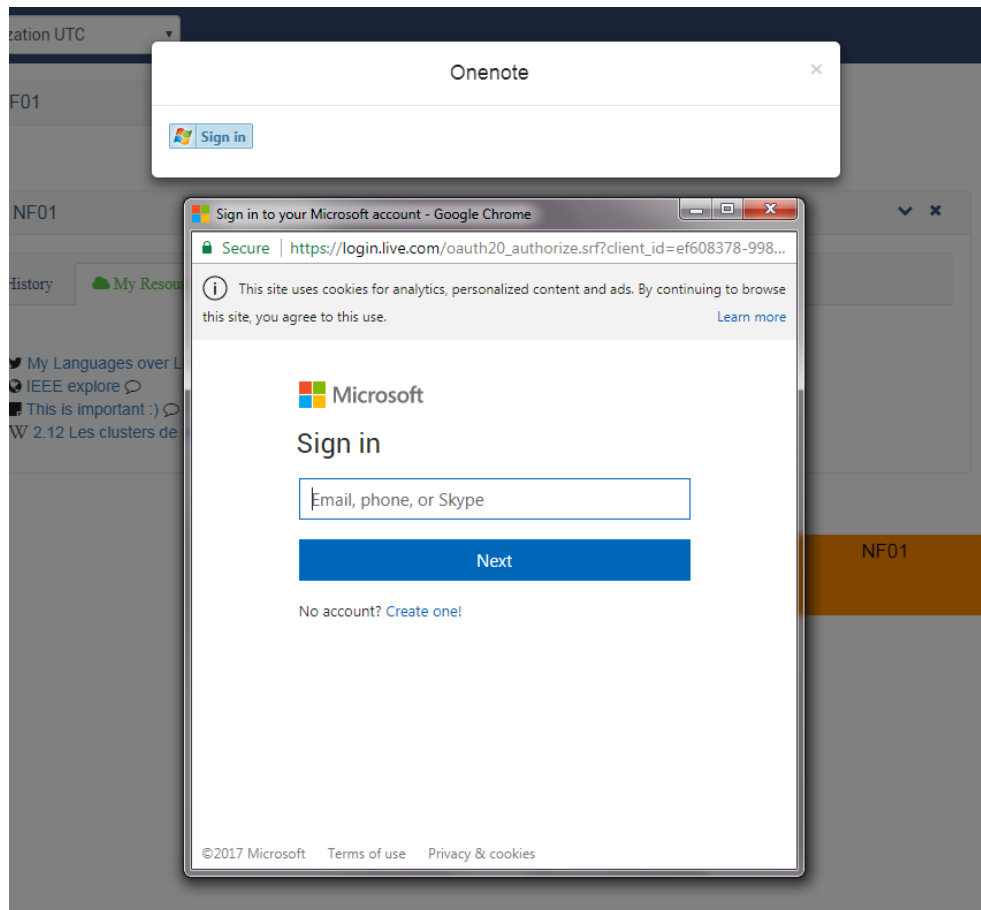 zation UTC
Onenote
F01
Sign in
NF01
Sign in to your Microsoft account - Google Chrome
Secure | https://login.live.com/oauth20_authorize.srf?client_id=ef608378-998...
History
My Resou
This site uses cookies for analytics, personalized content and ads. By continuing to browse
this site, you agree to this use.
Learn more
My Languages over L
IEEE explore
This is important :)
2.12 Les clusters de
Microsoft
Sign in
Email, phone, or Skype
Next
No account? Create one!
NF01
©2017 Microsoft Terms of use Privacy & cookies